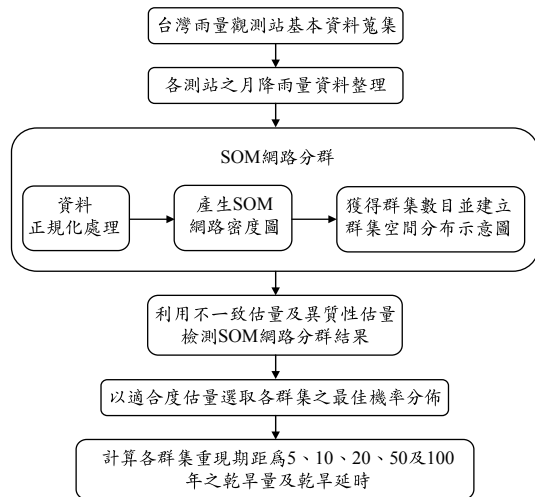 台灣雨量觀測站基本資料蒐集
各測站之月降雨量資料整理
SOM網路分群
資料
正規化處理
產生SOM
網路密度圖
獲得群集數目並建立
群集空間分布示意圖
利用不一致估量及異質性估量
檢測SOM網路分群結果
以適合度估量選取各群集之最佳機率分佈
計算各群集重現期距為5、10、20、50及100
年之乾旱量及乾旱延時